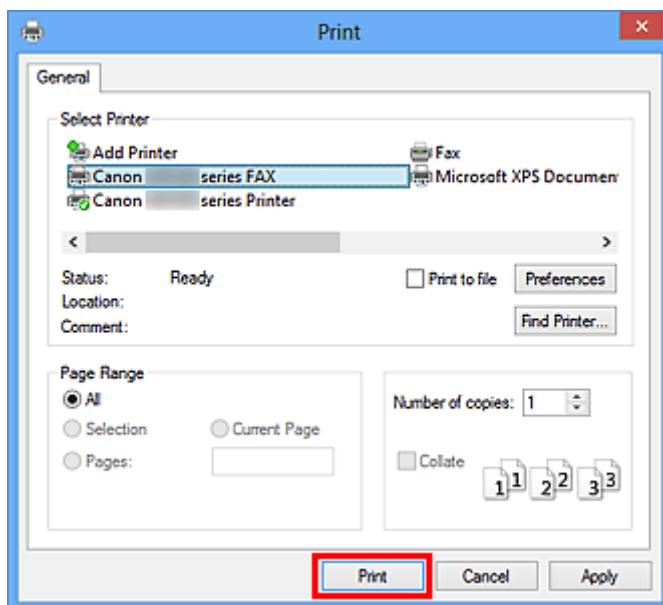 Print
General
Select Printer
Add Printer
Fax
Canon series FAX
Microsoft XPS Documen
Canon series Printer
Status: Ready
Print to file
Preferences
Location:
Comment:
Find Printer...
Page Range
All
Selection
Current Page
Pages:
Number of copies: 1
Collate
1 1 2 2 3 3
Print
Cancel
Apply